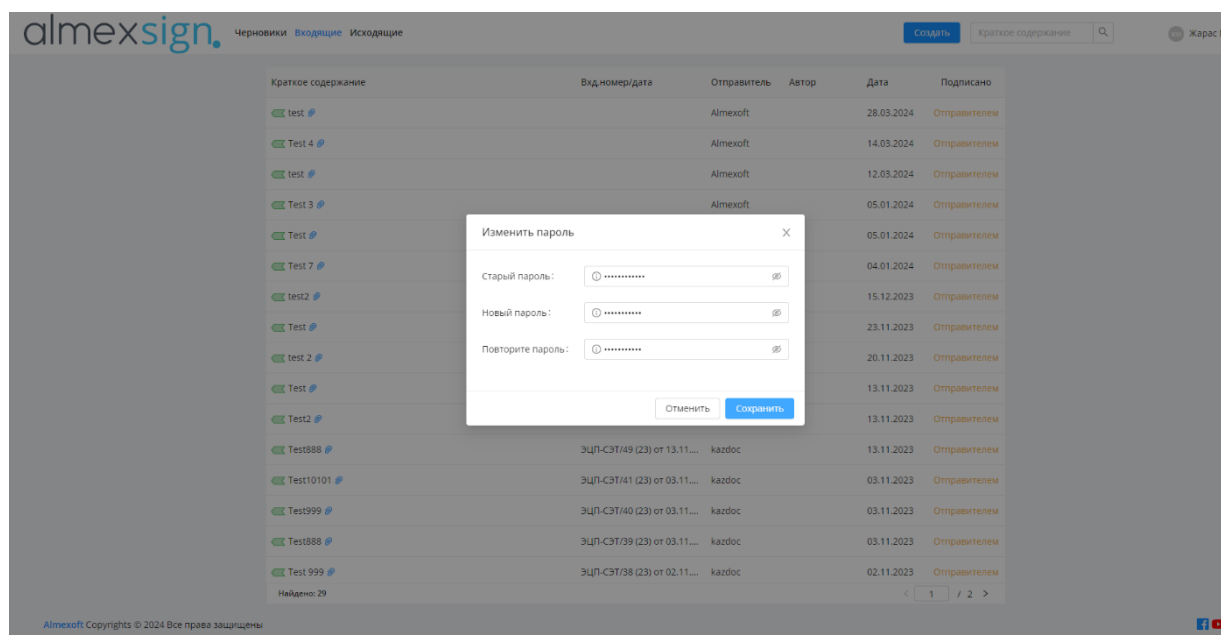 almexsign. Черновики Входящие Исходящие Создать Краткое содержание Жарас
Краткое содержание Вхд.номер/дата Отправитель Автор Дата Подписано
test Almexoft 28.03.2024 Отправителем
Test 4 Almexoft 14.03.2024 Отправителем
test Almexoft 12.03.2024 Отправителем
Test 3 Almexoft 05.01.2024 Отправителем
Test 05.01.2024 Отправителем
Test 7 04.01.2024 Отправителем
test2 15.12.2023 Отправителем
Test 23.11.2023 Отправителем
test 2 20.11.2023 Отправителем
Test 13.11.2023 Отправителем
Test2 13.11.2023 Отправителем
Изменить пароль
Старый пароль: ••••••••••••
Новый пароль: •••••••••••
Повторите пароль: •••••••••••
Отменить Сохранить
Test888 ЭЦП-СЭТ/49 (23) от 13.11.... kazdoc 13.11.2023 Отправителем
Test10101 ЭЦП-СЭТ/41 (23) от 03.11.... kazdoc 03.11.2023 Отправителем
Test999 ЭЦП-СЭТ/40 (23) от 03.11.... kazdoc 03.11.2023 Отправителем
Test888 ЭЦП-СЭТ/39 (23) от 03.11.... kazdoc 03.11.2023 Отправителем
Test 999 ЭЦП-СЭТ/38 (23) от 02.11.... kazdoc 02.11.2023 Отправителем
Найдено: 29 < 1 / 2 >
Almexoft Copyrights © 2024 Все права защищены